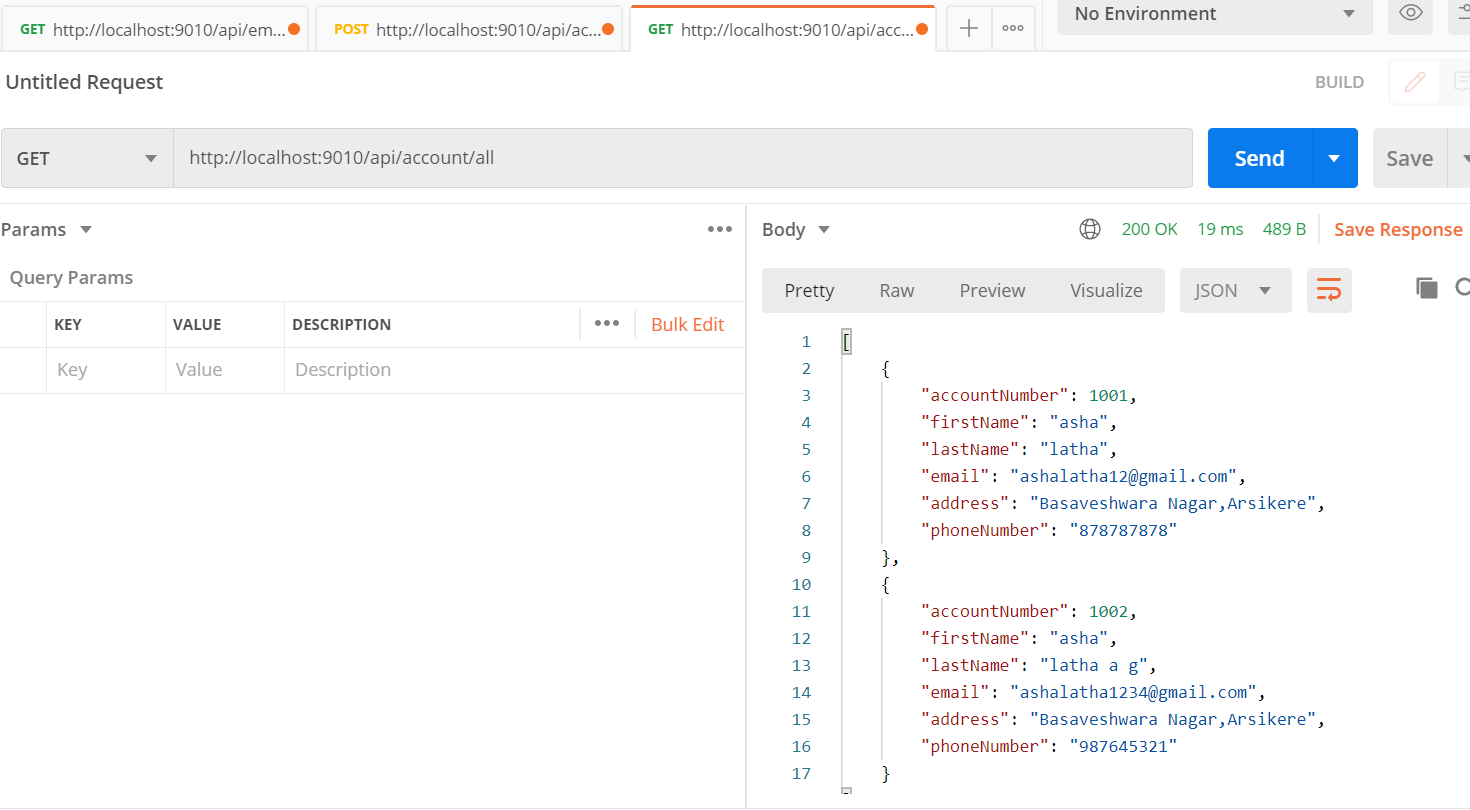 GET http://localhost:9010/api/em... POST http://localhost:9010/api/ac... GET http://localhost:9010/api/acc... No Environment
Untitled Request BUILD
GET http://localhost:9010/api/account/all Send Save
Params Body 200 OK 19 ms 489 B Save Response
Query Params
Pretty Raw Preview Visualize JSON
KEY VALUE DESCRIPTION Bulk Edit
Key Value Description
1 [
2 {
3 "accountNumber": 1001,
4 "firstName": "asha",
5 "lastName": "latha",
6 "email": "ashalatha12@gmail.com",
7 "address": "Basaveshwara Nagar,Arsikere",
8 "phoneNumber": "878787878"
9 },
10 {
11 "accountNumber": 1002,
12 "firstName": "asha",
13 "lastName": "latha a g",
14 "email": "ashalatha1234@gmail.com",
15 "address": "Basaveshwara Nagar,Arsikere",
16 "phoneNumber": "987645321"
17 }